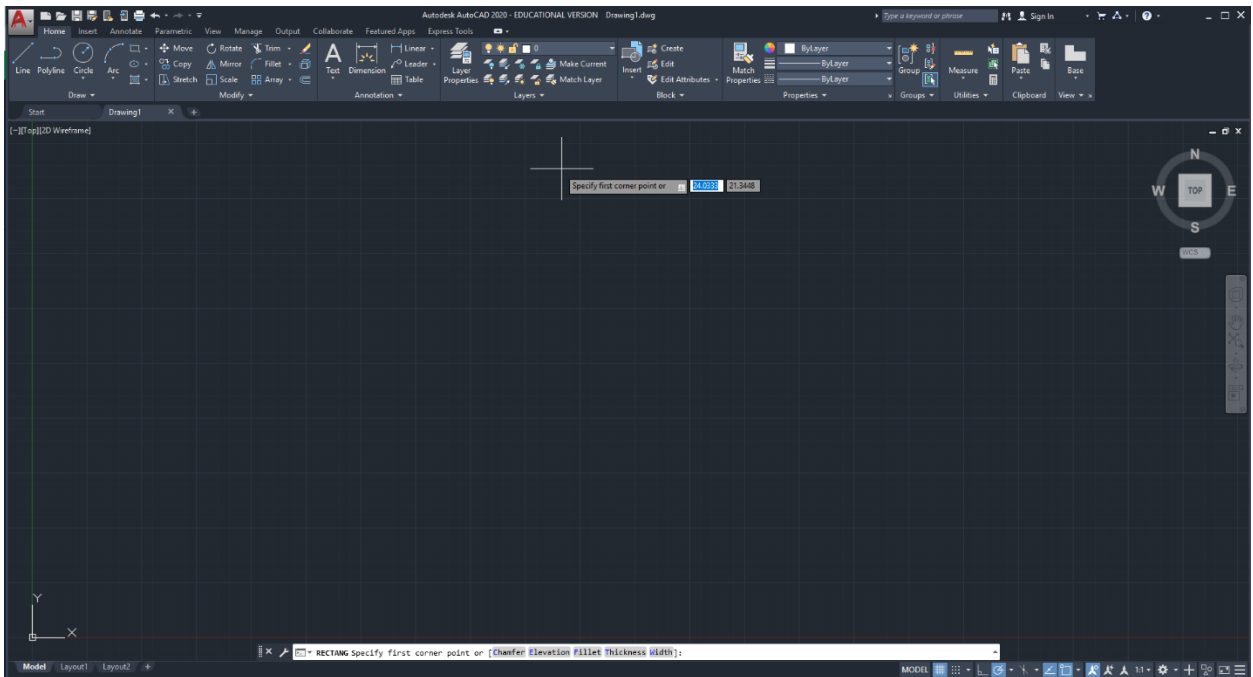 Autodesk AutoCAD 2020 - EDUCATIONAL VERSION Drawing1.dwg
Type a keyword or phrase
Sign In
Home Insert Annotate Parametric View Manage Output Collaborate Featured Apps Express Tools
Line Polyline Circle Arc
Draw
Move Rotate Trim
Copy Mirror Fillet
Stretch Scale Array
Modify
Text Dimension
Linear
Leader
Table
Annotation
Layer Properties
0
Make Current
Match Layer
Layers
Insert
Create
Edit
Edit Attributes
Block
Match Properties
ByLayer
ByLayer
ByLayer
Properties
Group
Groups
Measure
Utilities
Paste
Clipboard
Base
View
Start Drawing1
[-][Top][2D Wireframe]
N
W TOP E
S
WCS
Specify first corner point or 24.0333 21.3448
Y
X
RECTANG Specify first corner point or [Chamfer Elevation Fillet Thickness Width]:
Model Layout1 Layout2 +
MODEL 1:1